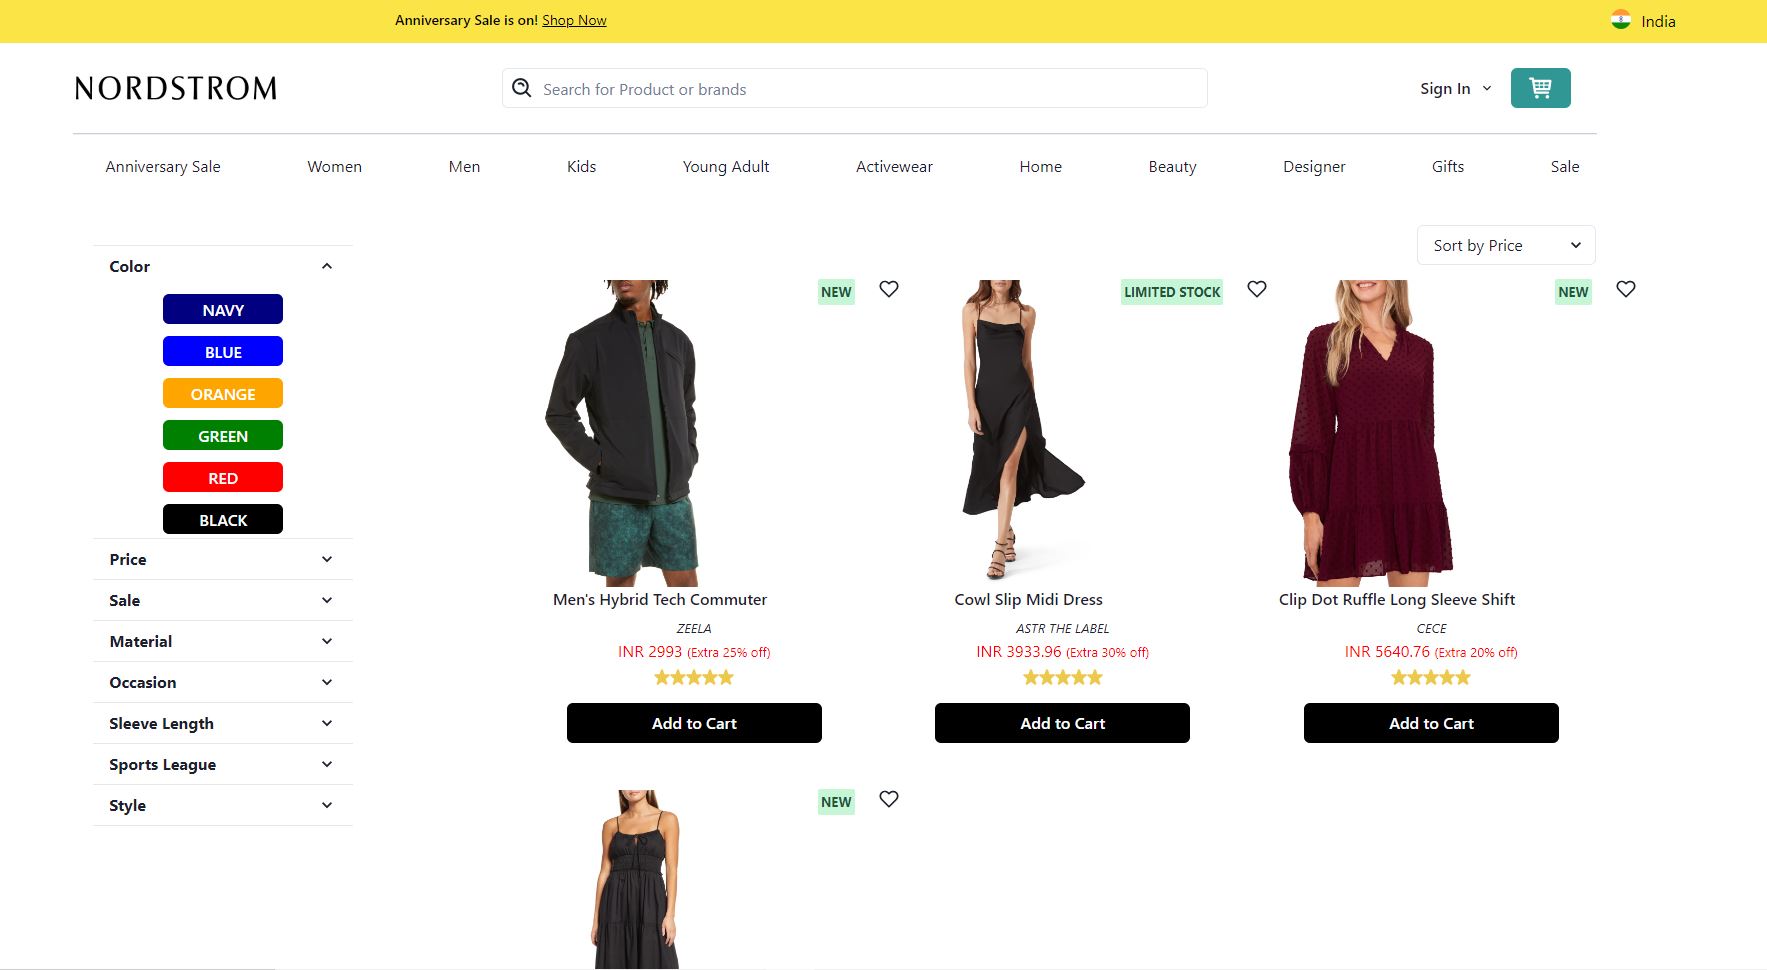 Anniversary Sale is on! Shop Now
India
NORDSTROM
Search for Product or brands
Sign In
Anniversary Sale Women Men Kids Young Adult Activewear Home Beauty Designer Gifts Sale
Sort by Price
Color
NAVY
BLUE
ORANGE
GREEN
RED
BLACK
Price
Sale
Material
Occasion
Sleeve Length
Sports League
Style
NEW
Men's Hybrid Tech Commuter
ZEELA
INR 2993 (Extra 25% off)
Add to Cart
LIMITED STOCK
Cowl Slip Midi Dress
ASTR THE LABEL
INR 3933.96 (Extra 30% off)
Add to Cart
NEW
Clip Dot Ruffle Long Sleeve Shift
CECE
INR 5640.76 (Extra 20% off)
Add to Cart
NEW